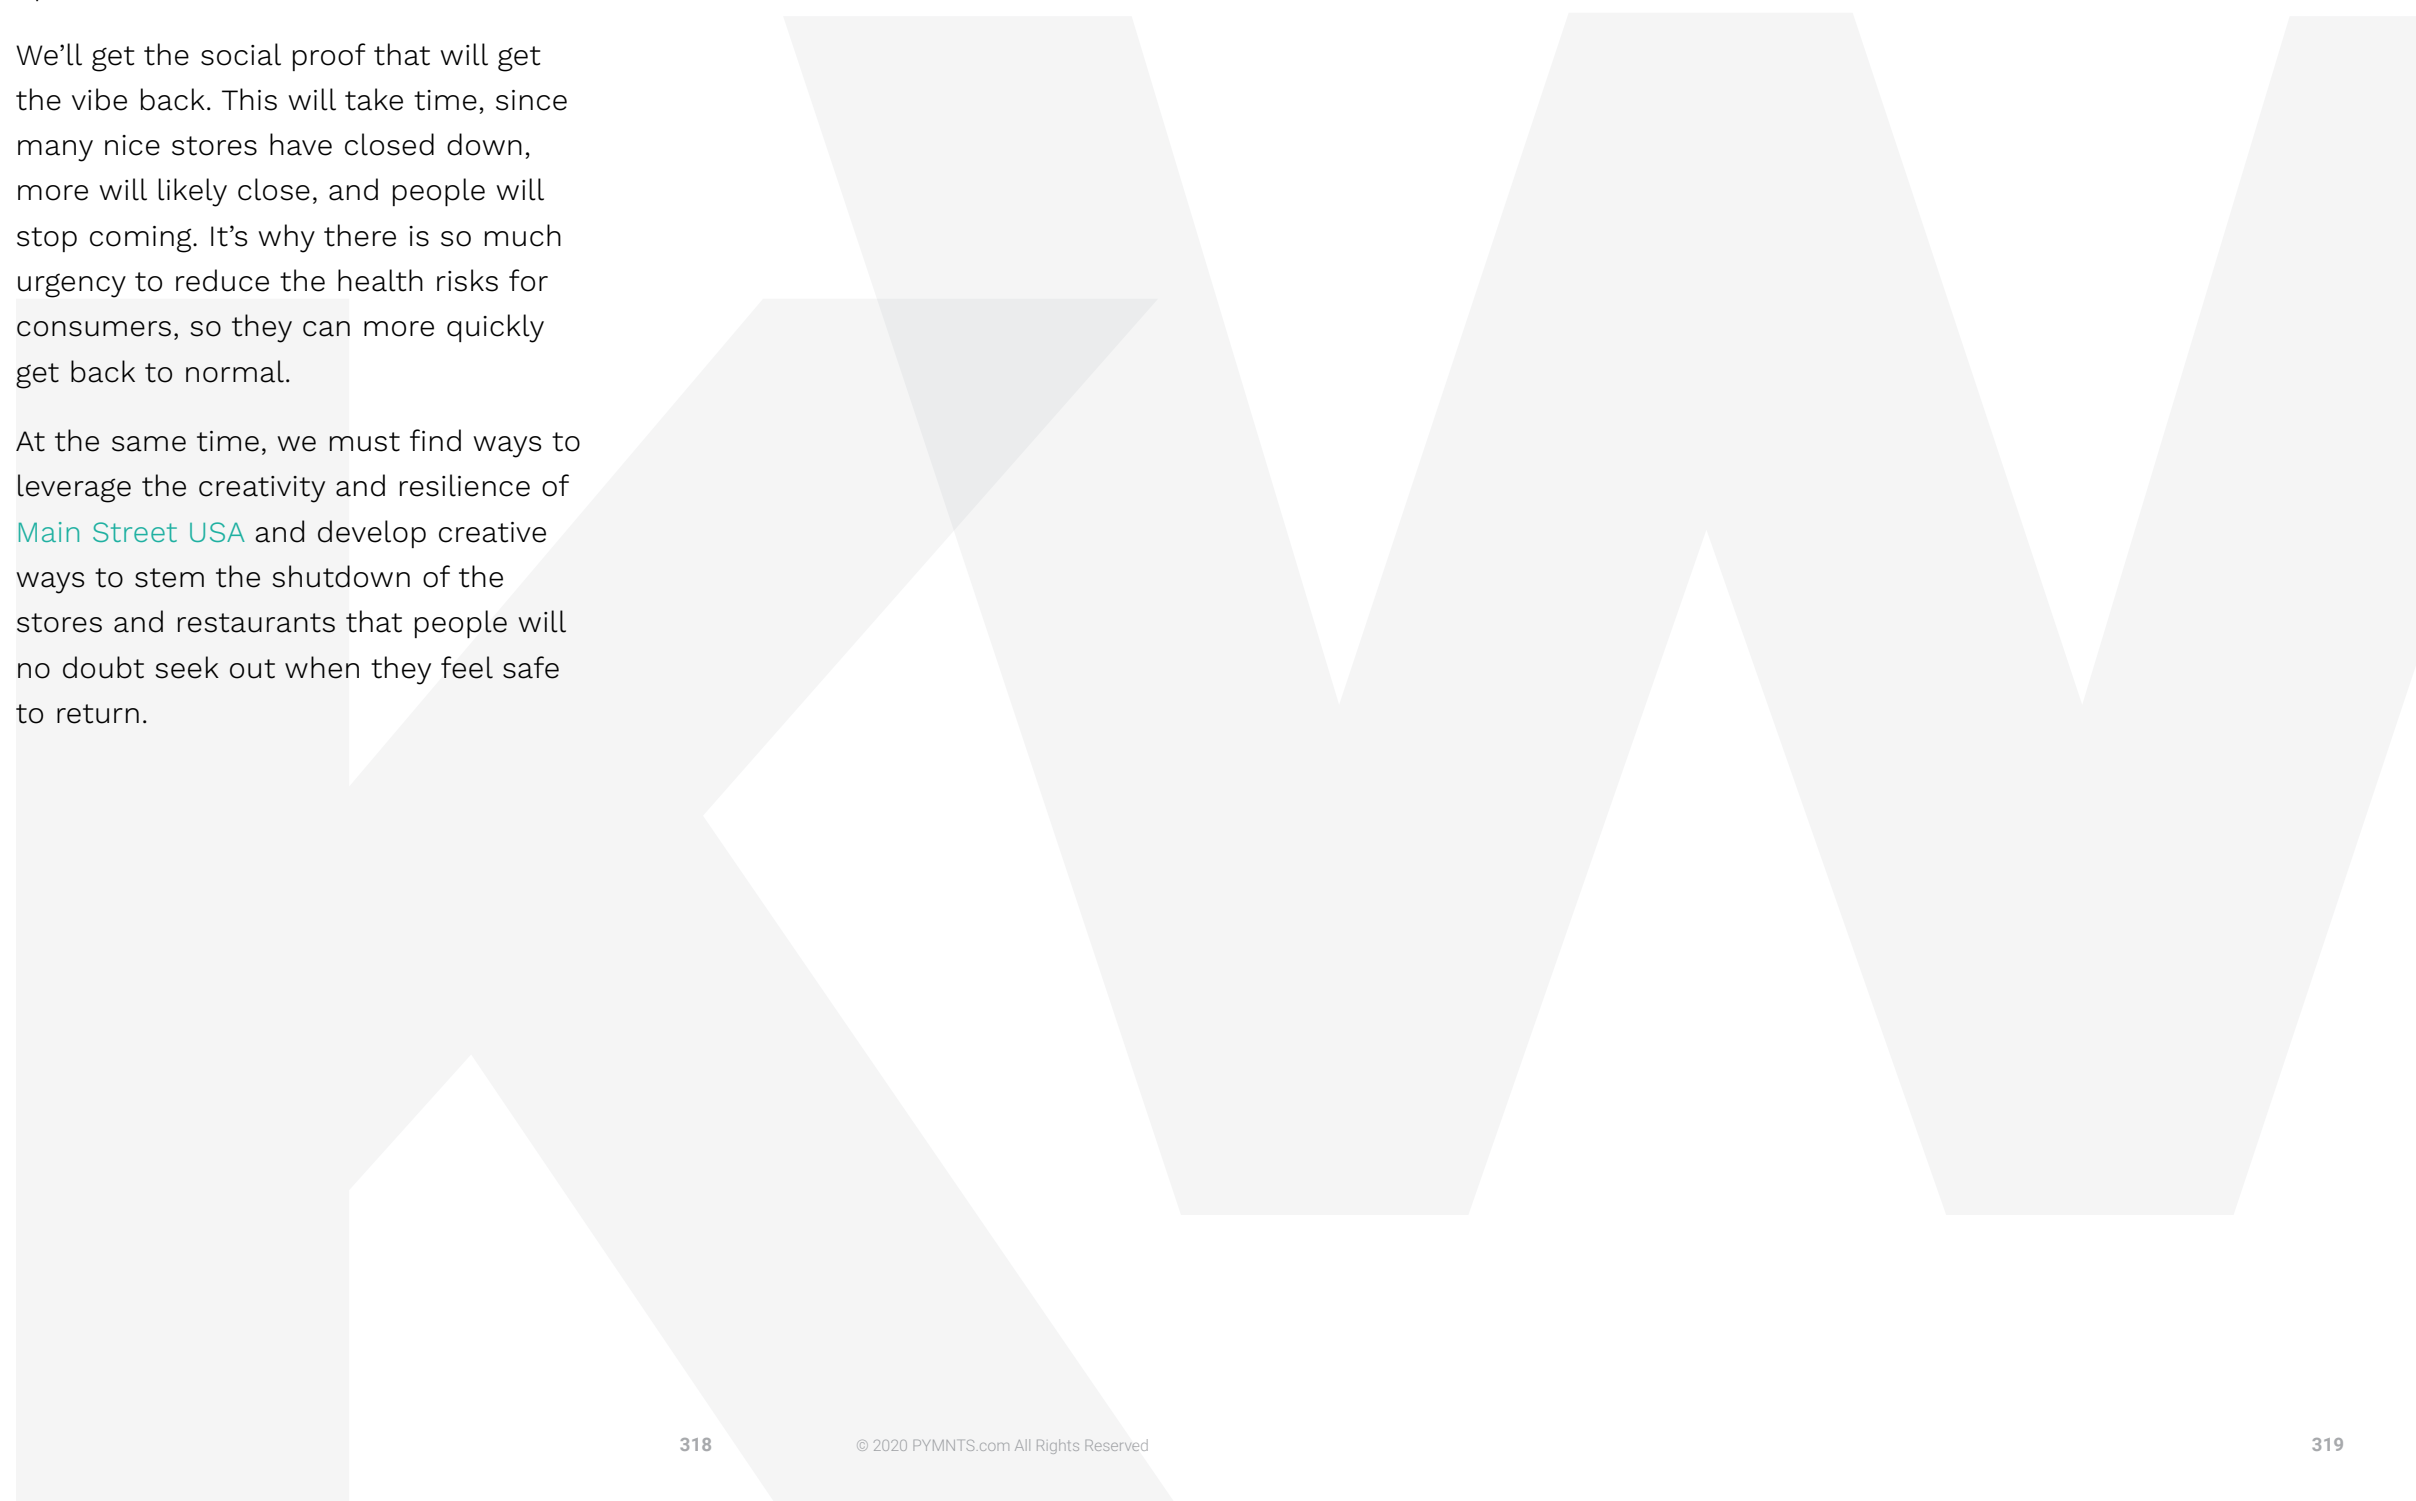 We’ll get the social proof that will get
the vibe back. This will take time, since
many nice stores have closed down,
more will likely close, and people will
stop coming. It’s why there is so much
urgency to reduce the health risks for
consumers, so they can more quickly
get back to normal.
At the same time, we must find ways to
leverage the creativity and resilience of
Main Street USA and develop creative
ways to stem the shutdown of the
stores and restaurants that people will
no doubt seek out when they feel safe
to return.
KW
318
© 2020 PYMNTS.com All Rights Reserved
319